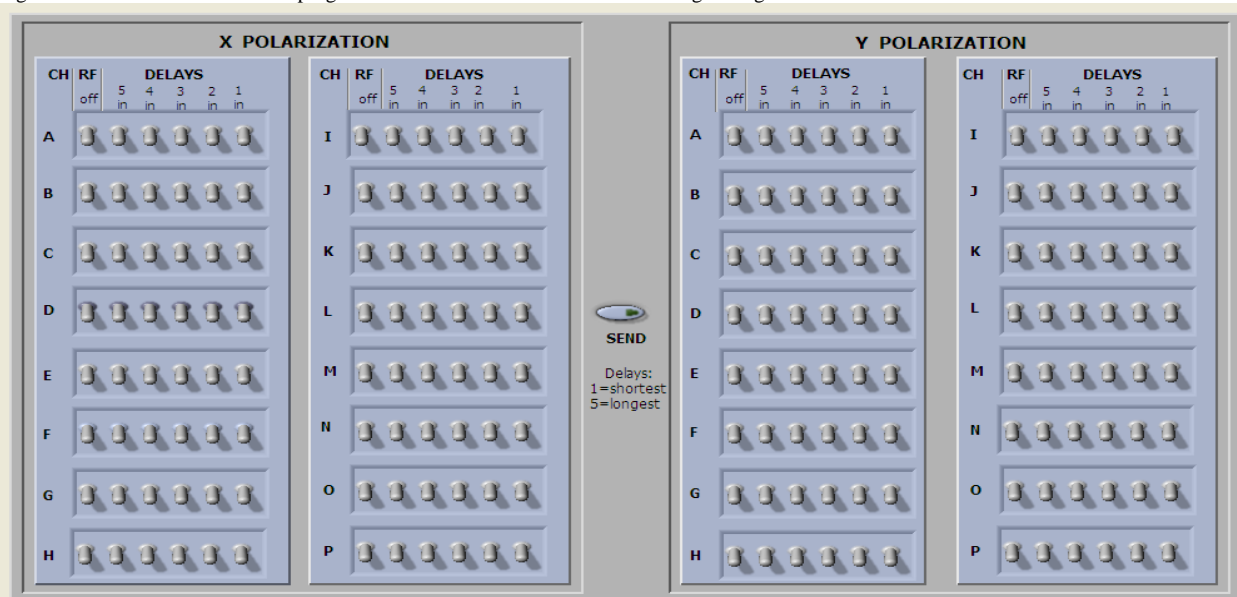 X POLARIZATION
CH RF DELAYS
off 5 in 4 in 3 in 2 in 1 in
A
B
C
D
E
F
G
H
CH RF DELAYS
off 5 in 4 in 3 in 2 in 1 in
I
J
K
L
M
N
O
P
SEND
Delays:
1=shortest
5=longest
Y POLARIZATION
CH RF DELAYS
off 5 in 4 in 3 in 2 in 1 in
A
B
C
D
E
F
G
H
CH RF DELAYS
off 5 in 4 in 3 in 2 in 1 in
I
J
K
L
M
N
O
P